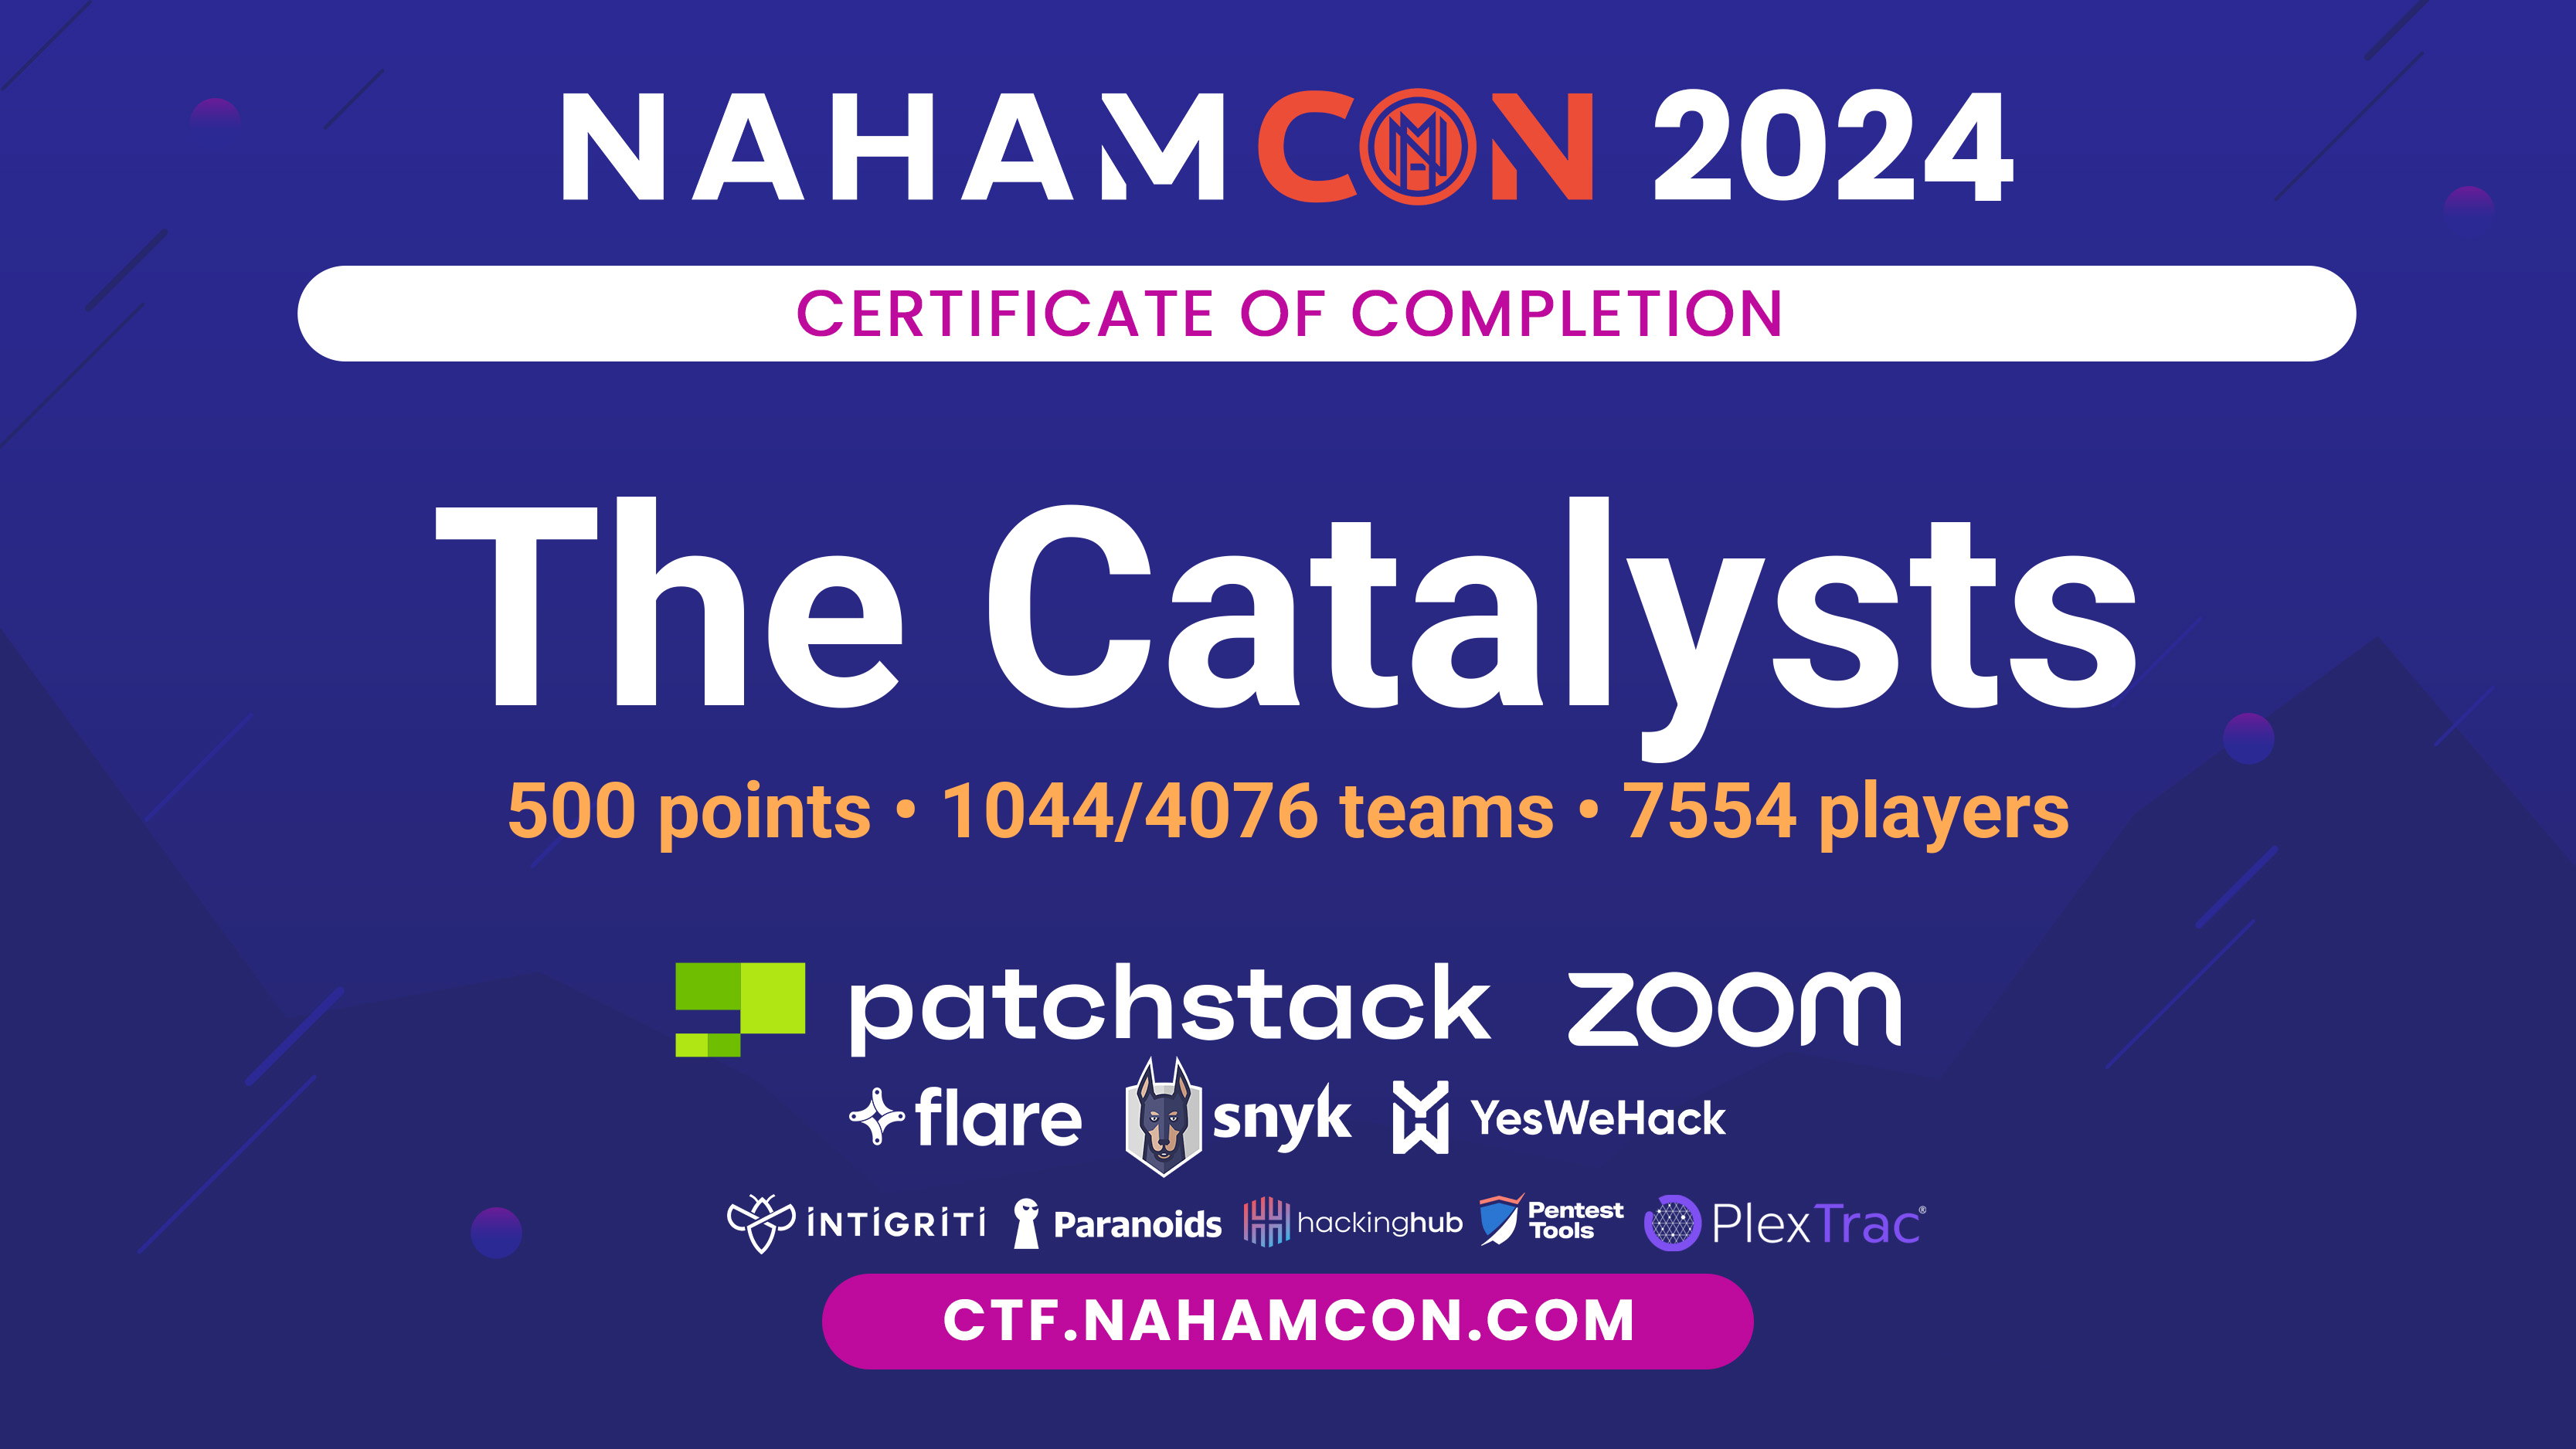 NAHAMCON 2024
CERTIFICATE OF COMPLETION
The Catalysts
500 points • 1044/4076 teams • 7554 players
patchstack zoom
flare snyk YesWeHack
INTIGRITI Paranoids hackinghub Pentest Tools PlexTrac®
CTF.NAHAMCON.COM